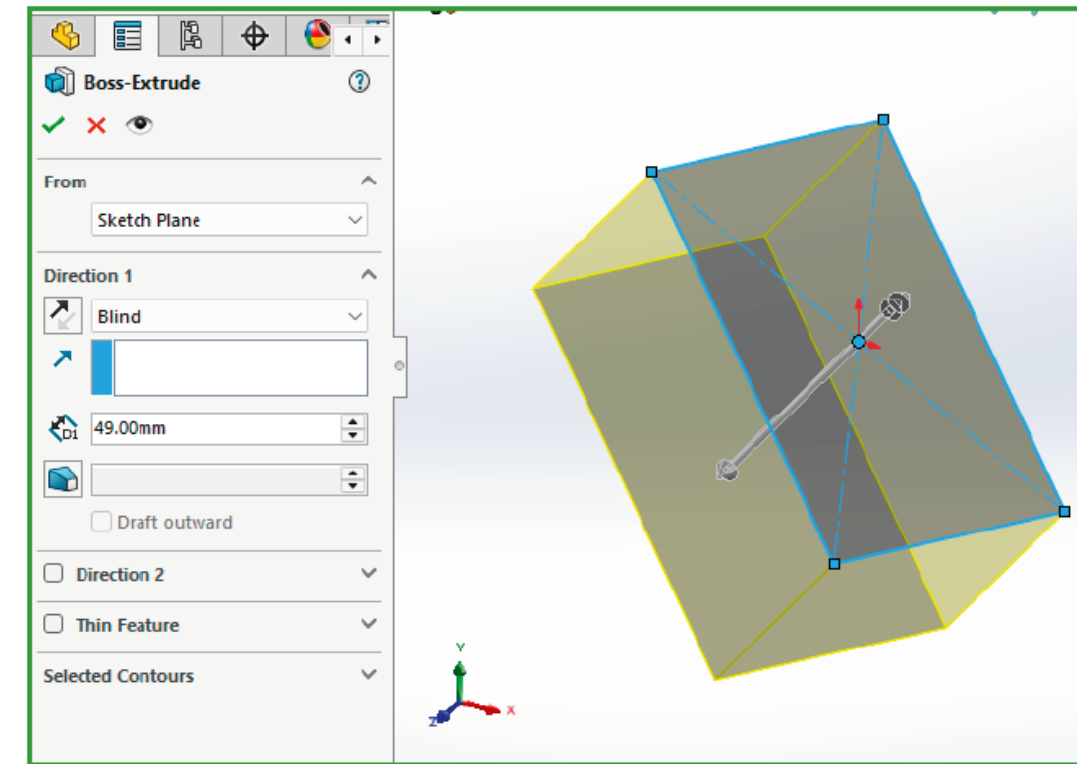 Boss-Extrude
From
Sketch Plane
Direction 1
Blind
D1
49.00mm
Draft outward
Direction 2
Thin Feature
Selected Contours
Y
Z
X